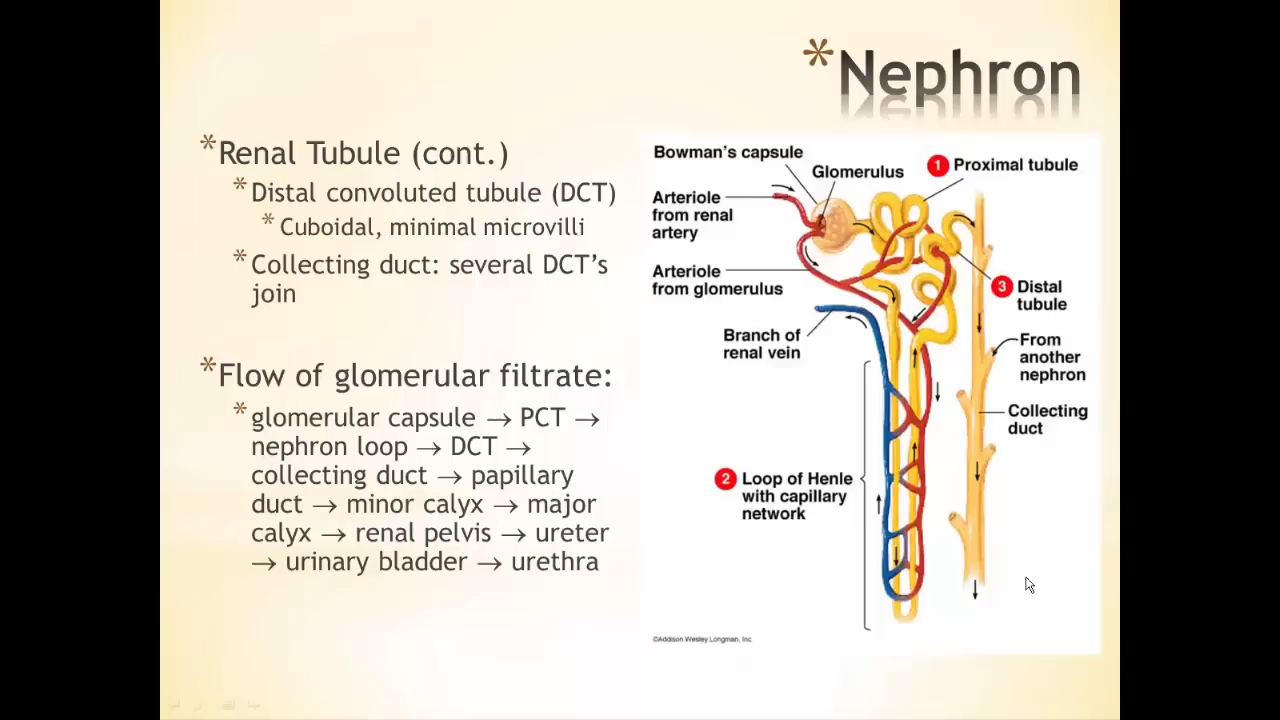 *Nephron
*Renal Tubule (cont.)
*Distal convoluted tubule (DCT)
*Cuboidal, minimal microvilli
*Collecting duct: several DCT's
join
*Flow of glomerular filtrate:
*glomerular capsule → PCT →
nephron loop → DCT →
collecting duct → papillary
duct → minor calyx → major
calyx → renal pelvis → ureter
→ urinary bladder → urethra
Bowman's capsule
Glomerulus
1 Proximal tubule
Arteriole
from renal
artery
Arteriole
from glomerulus
3 Distal
tubule
Branch of
renal vein
From
another
nephron
Collecting
duct
2 Loop of Henle
with capillary
network
©Addison Wesley Longman, Inc